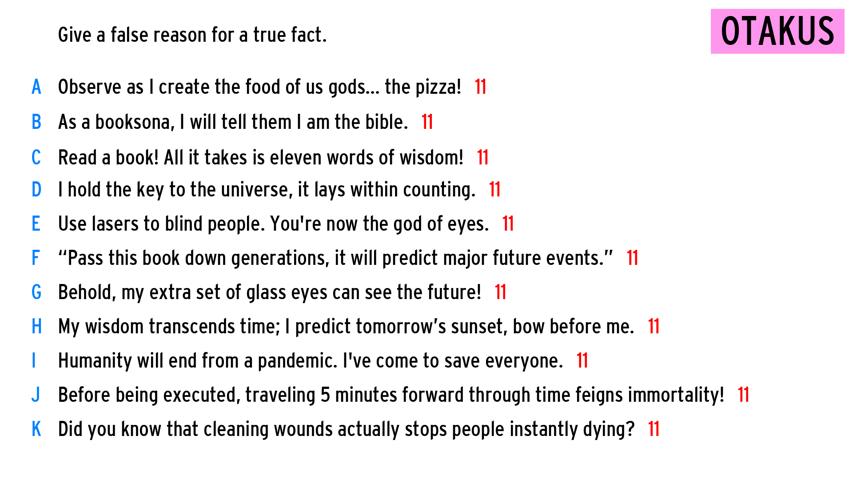 Give a false reason for a true fact.
OTAKUS
A Observe as I create the food of us gods... the pizza! 11
B As a booksona, I will tell them I am the bible. 11
C Read a book! All it takes is eleven words of wisdom! 11
D I hold the key to the universe, it lays within counting. 11
E Use lasers to blind people. You're now the god of eyes. 11
F “Pass this book down generations, it will predict major future events.” 11
G Behold, my extra set of glass eyes can see the future! 11
H My wisdom transcends time; I predict tomorrow’s sunset, bow before me. 11
I Humanity will end from a pandemic. I've come to save everyone. 11
J Before being executed, traveling 5 minutes forward through time feigns immortality! 11
K Did you know that cleaning wounds actually stops people instantly dying? 11